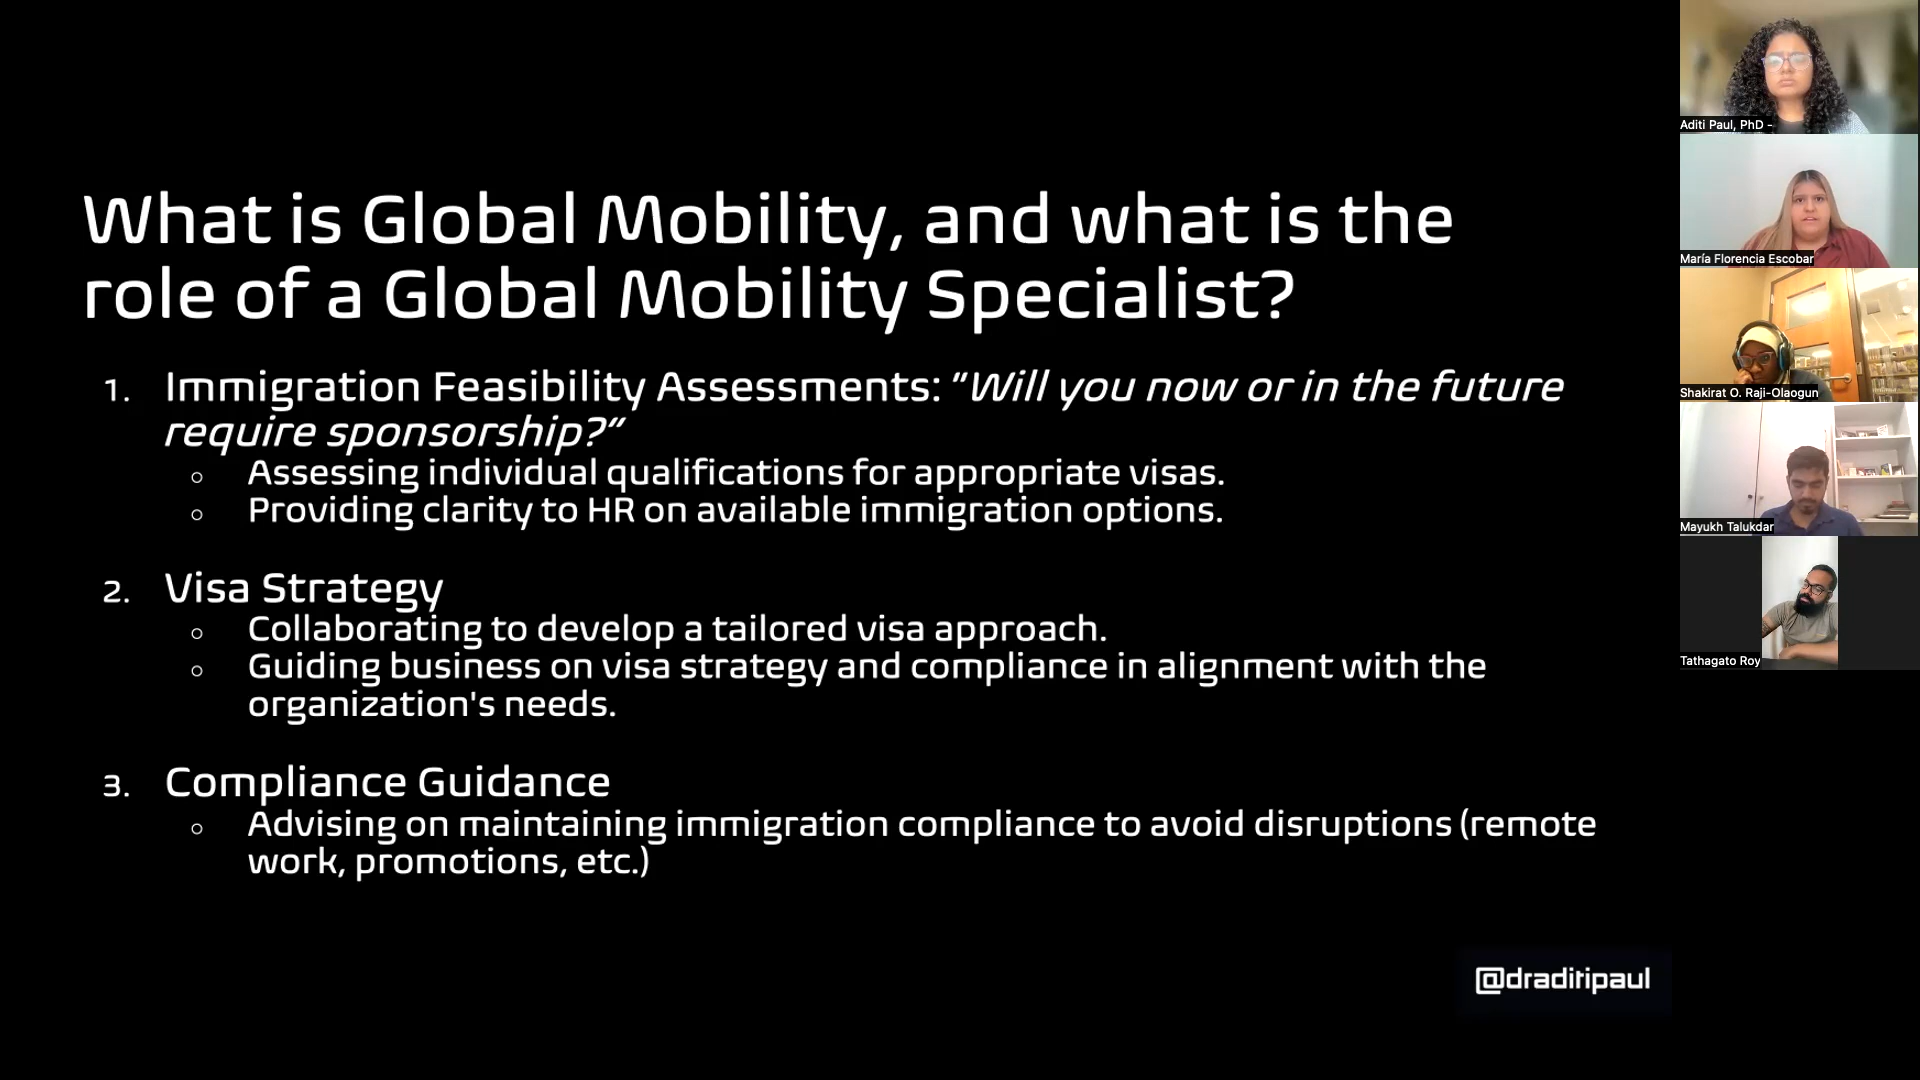 What is Global Mobility, and what is the
role of a Global Mobility Specialist?
1. Immigration Feasibility Assessments: "Will you now or in the future
require sponsorship?"
○ Assessing individual qualifications for appropriate visas.
○ Providing clarity to HR on available immigration options.
2. Visa Strategy
○ Collaborating to develop a tailored visa approach.
○ Guiding business on visa strategy and compliance in alignment with the
organization's needs.
3. Compliance Guidance
○ Advising on maintaining immigration compliance to avoid disruptions (remote
work, promotions, etc.)
@draditipaul
Aditi Paul, PhD -
María Florencia Escobar
Shakirat O. Raji-Olaogun
Mayukh Talukdar
Tathagato Roy